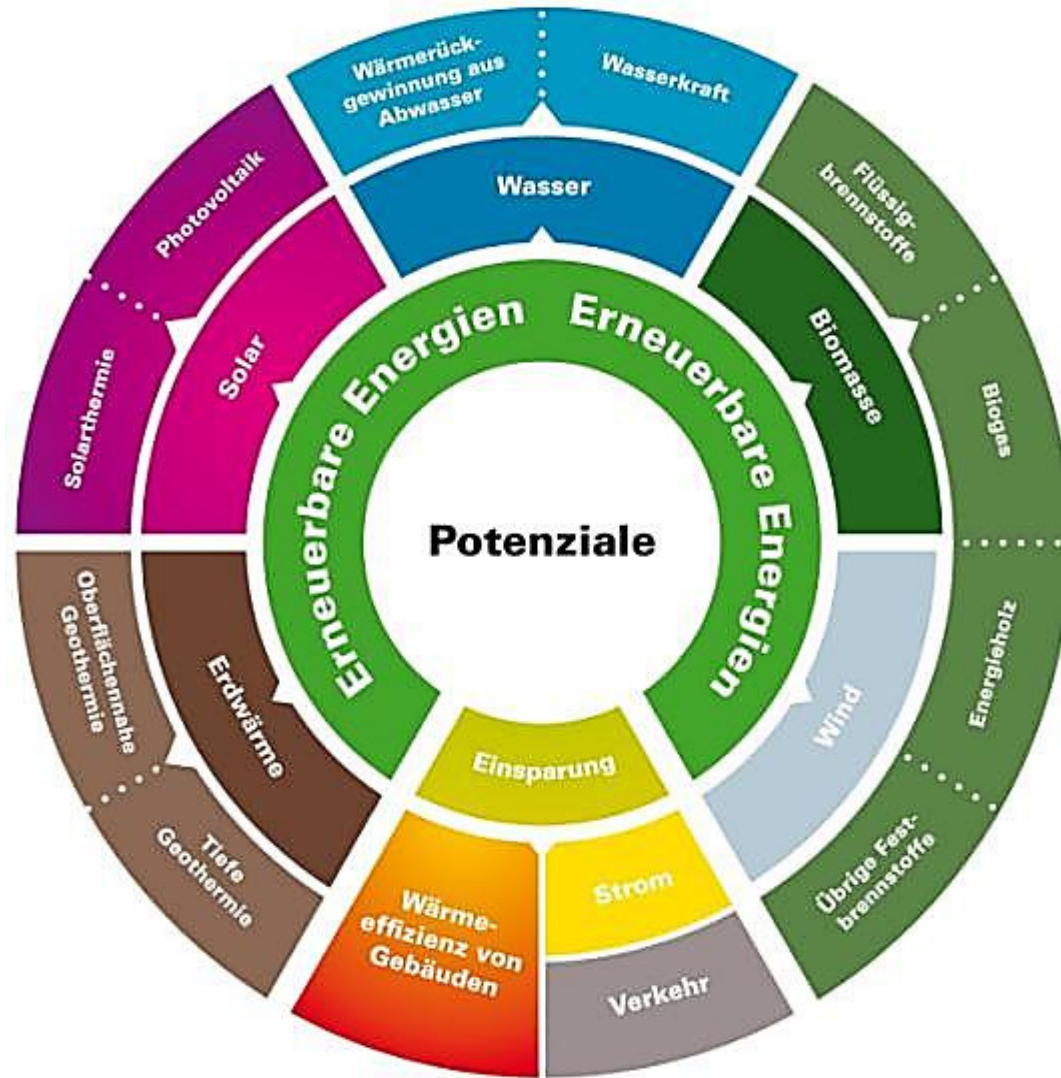 Wärmerück-
gewinnung aus
Abwasser
Wasserkraft
Wasser
Photovoltaik
Solarthermie
Solar
Flüssig-
brennstoffe
Biogas
Biomasse
Erneuerbare Energien
Erneuerbare Energien
Potenziale
Oberflächennahe
Geothermie
Tiefe
Geothermie
Erdwärme
Wind
Energieholz
Übrige Fest-
brennstoffe
Einsparung
Wärme-
effizienz von
Gebäuden
Strom
Verkehr